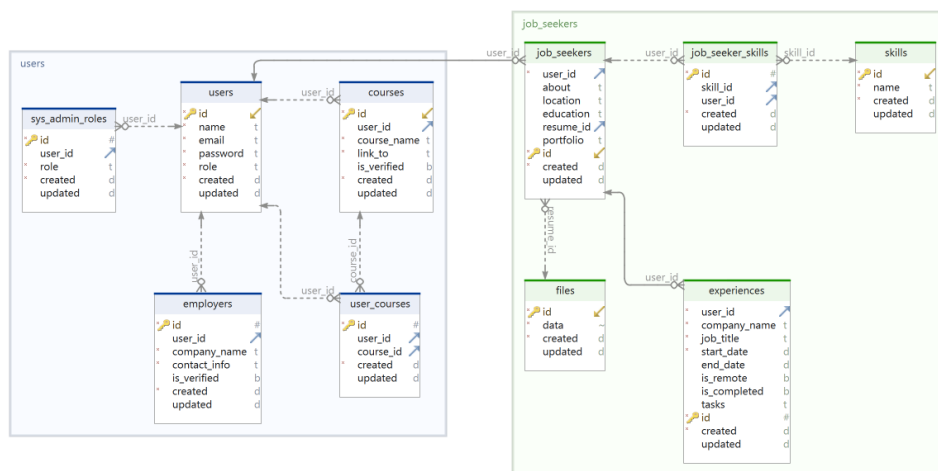 job_seekers
users
user_id
job_seekers
user_id
about
location
education
resume_id
portfolio
id
created
updated
user_id
job_seeker_skills
id #
skill_id
user_id
created d
updated d
skill_id
skills
id
name t
created d
updated d
users
id
name t
email t
password t
role t
created d
updated d
user_id
courses
id
user_id
course_name t
link_to t
is_verified b
created d
updated d
sys_admin_roles
id #
user_id
role t
created d
updated d
user_id
user_id
course_id
resume_id
employers
id #
user_id
company_name t
contact_info t
is_verified b
created d
updated d
user_id
user_courses
id #
user_id
course_id
created d
updated d
files
id
data ~
created d
updated d
user_id
experiences
user_id
company_name t
job_title t
start_date d
end_date d
is_remote b
is_completed b
tasks t
id #
created d
updated d